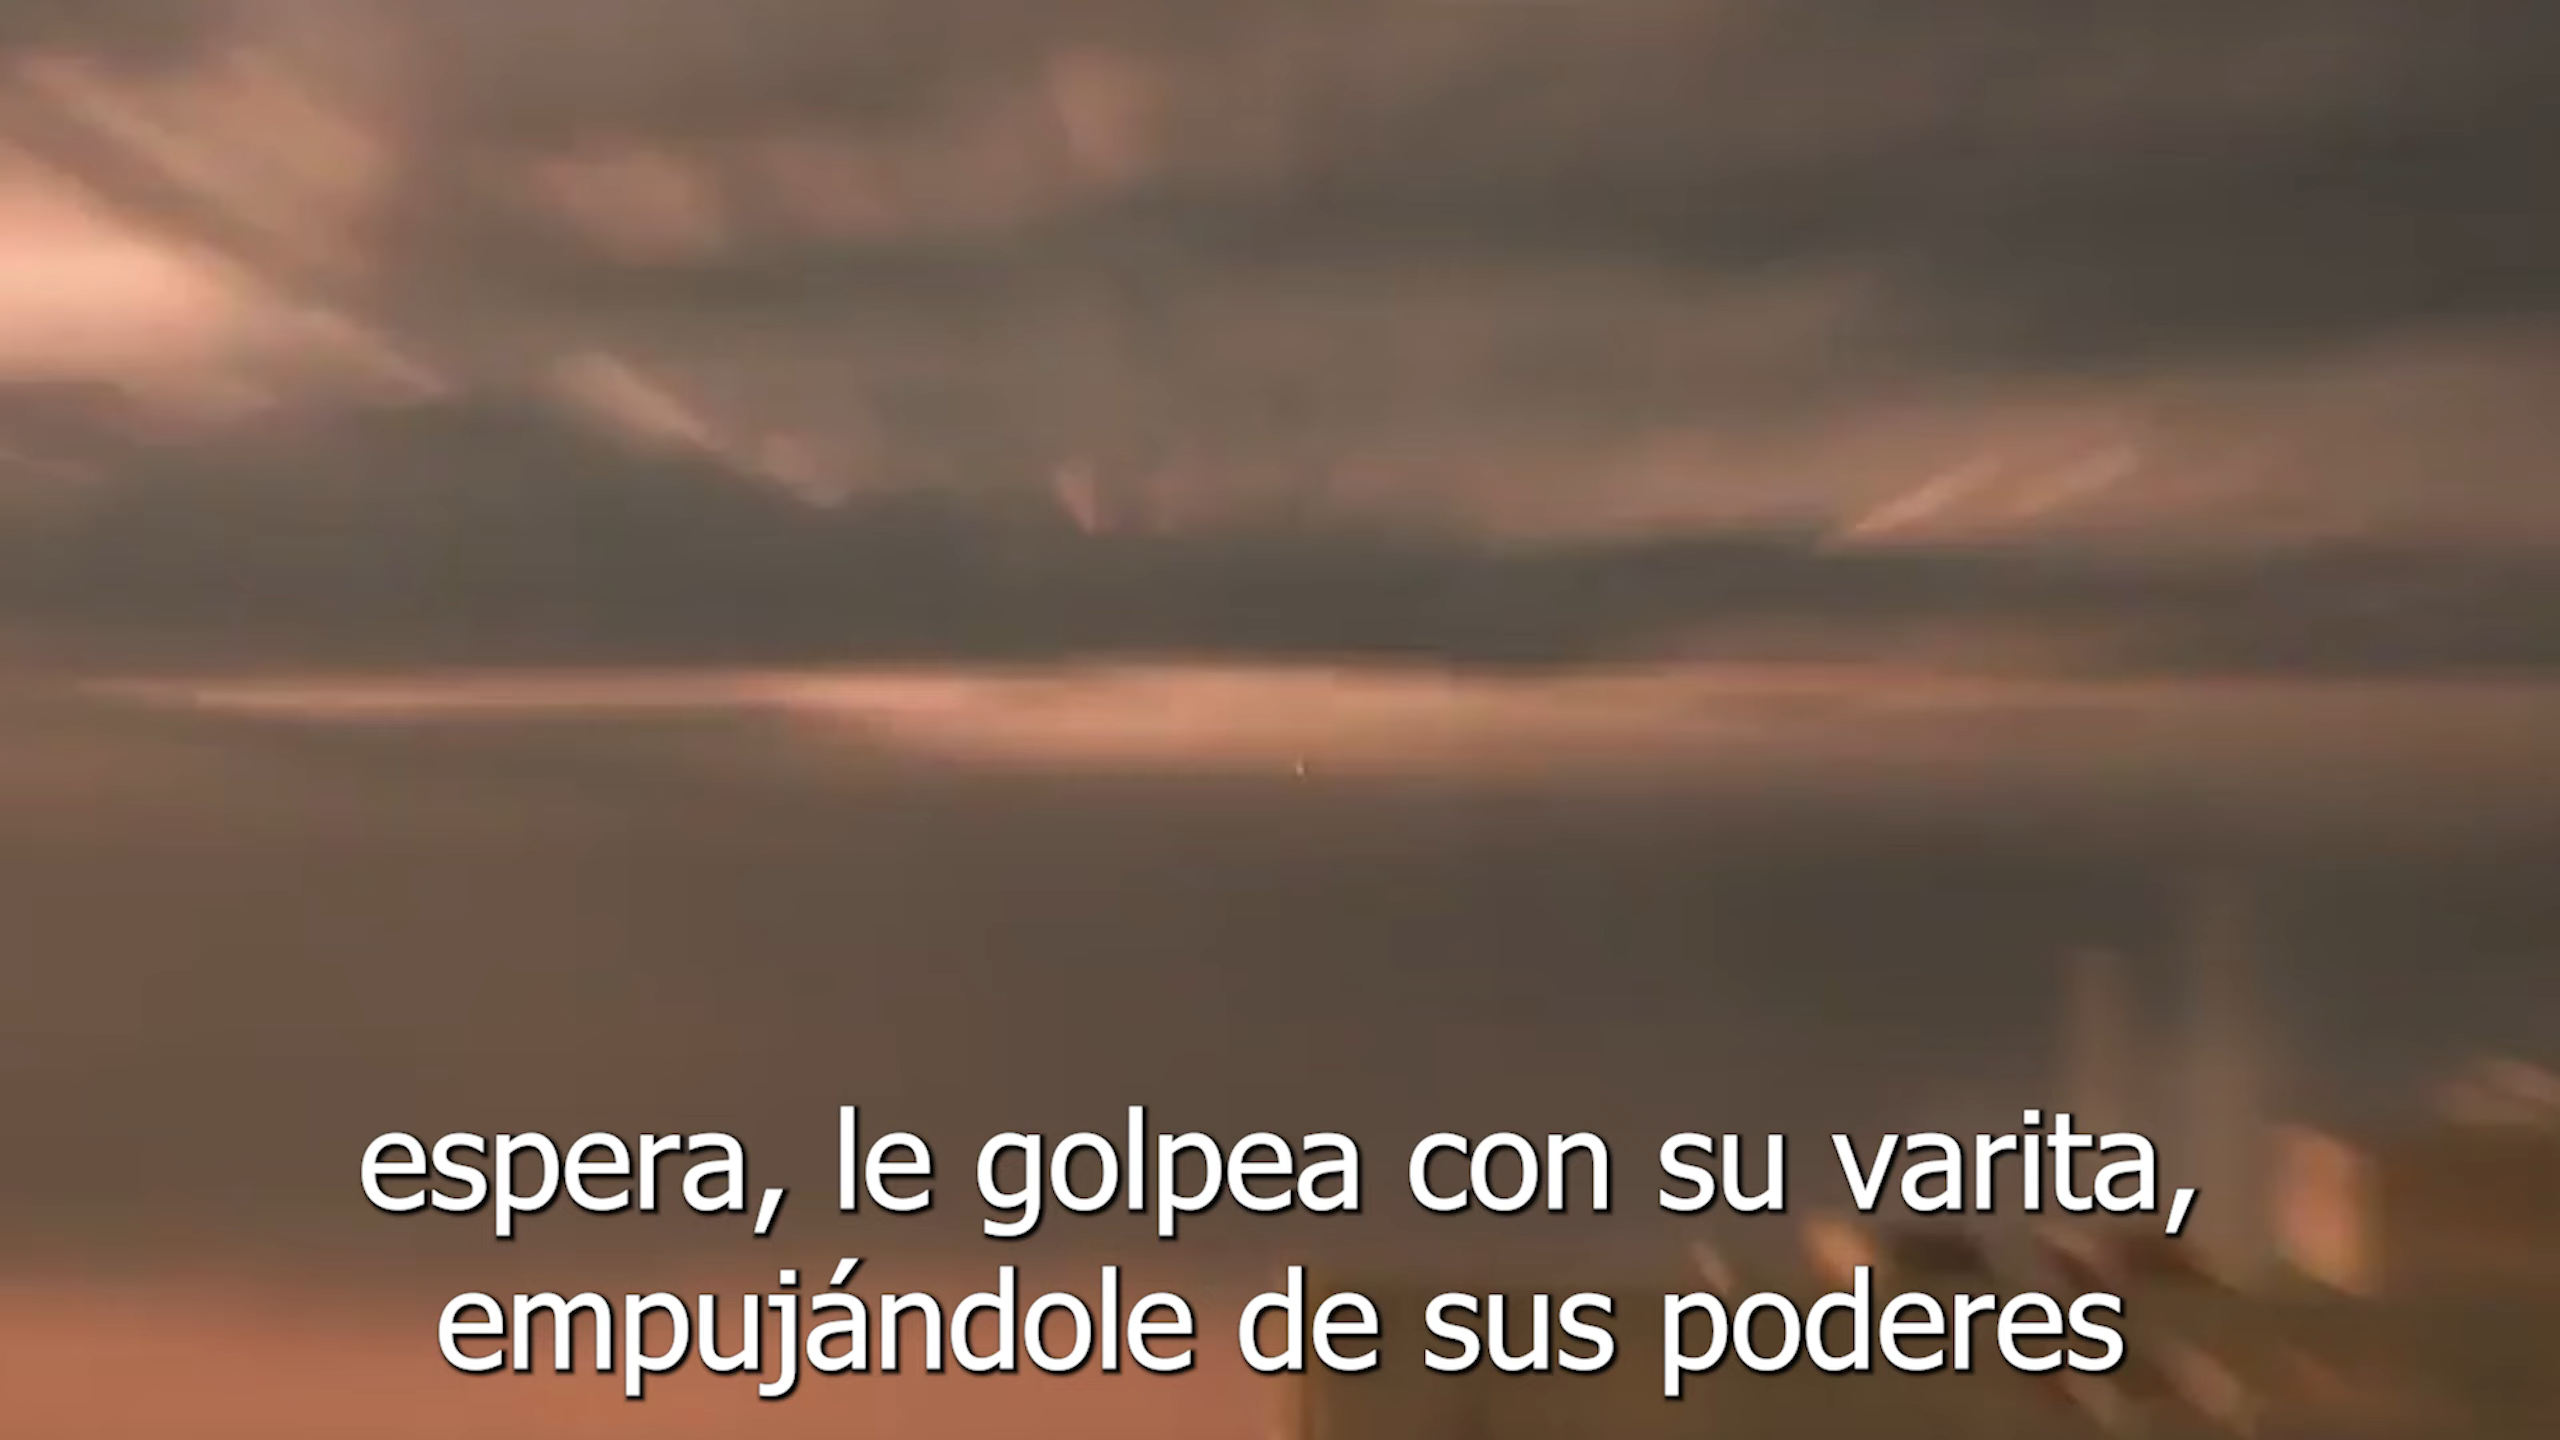 espera, le golpea con su varita,
empujándole de sus poderes